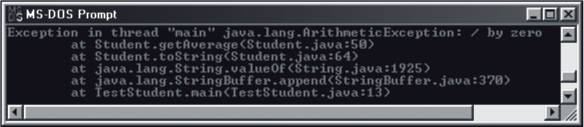 MS-DOS Prompt
Exception in thread "main" java.lang.ArithmeticException: / by zero
at Student.getAverage(Student.java:50)
at Student.toString(Student.java:64)
at java.lang.String.valueOf(String.java:1925)
at java.lang.StringBuffer.append(StringBuffer.java:370)
at TestStudent.main(TestStudent.java:13)